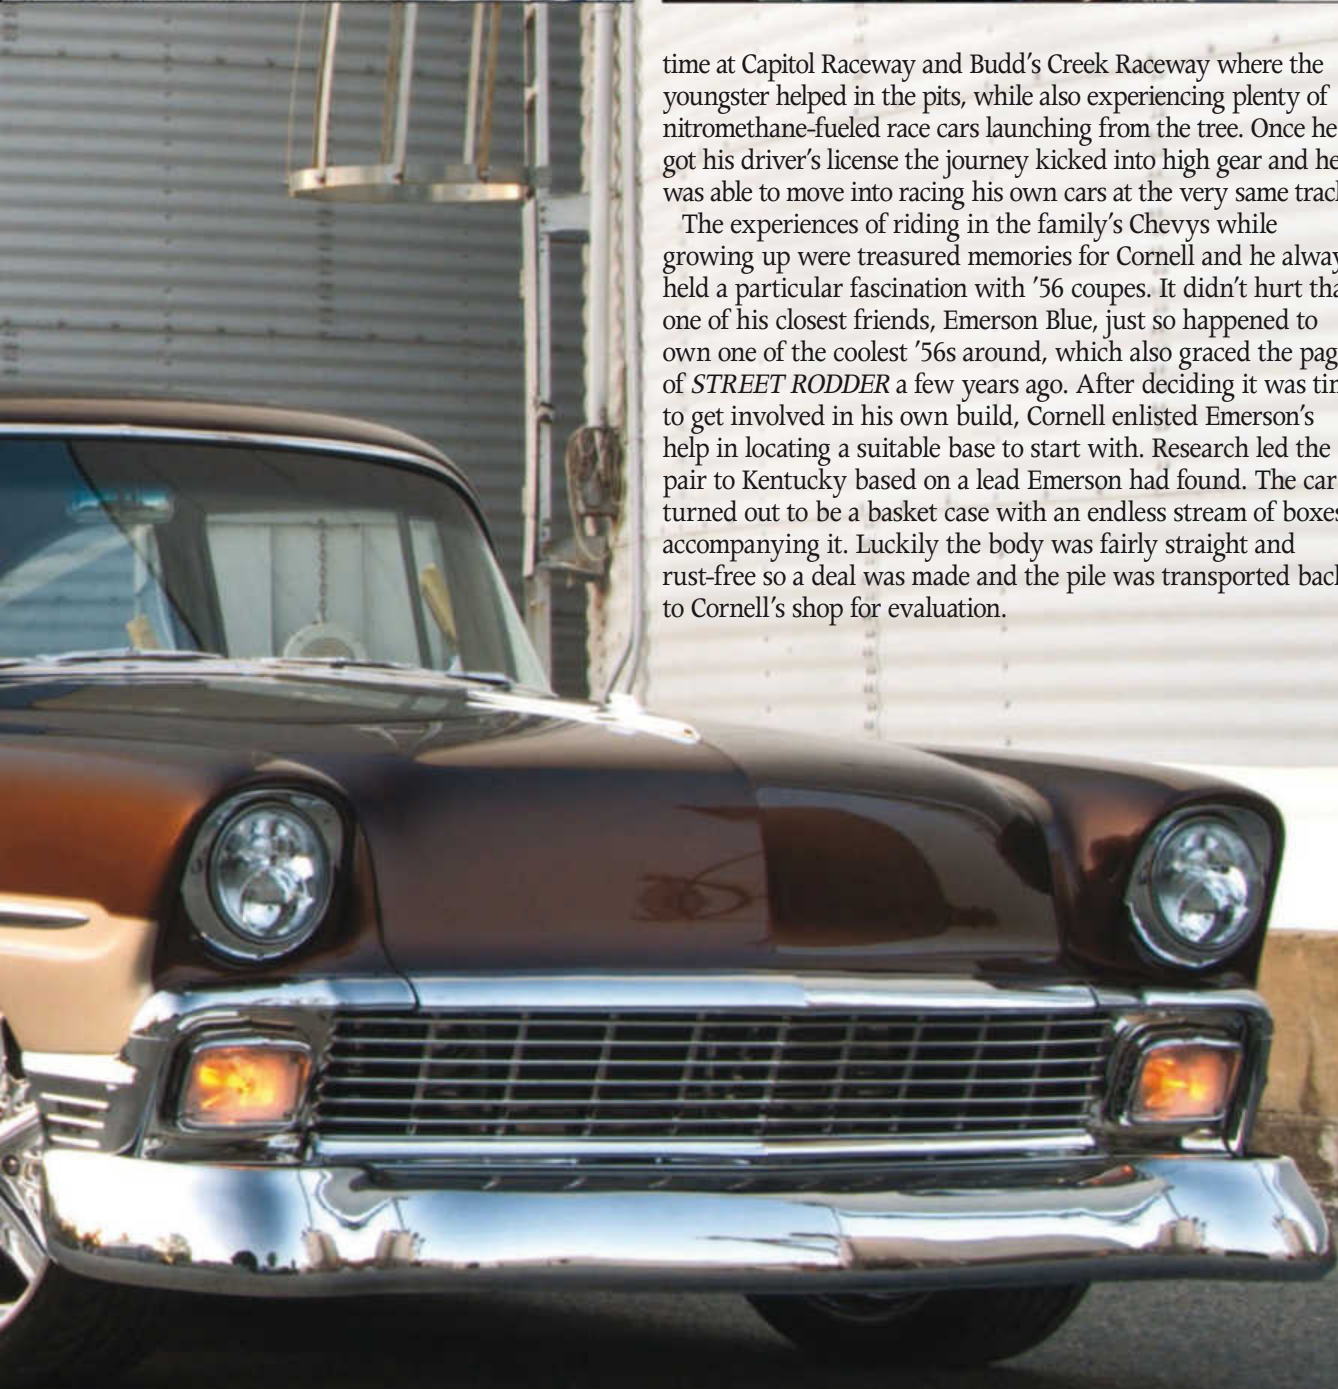 time at Capitol Raceway and Budd's Creek Raceway where the
youngster helped in the pits, while also experiencing plenty of
nitromethane-fueled race cars launching from the tree. Once he
got his driver's license the journey kicked into high gear and he
was able to move into racing his own cars at the very same track
The experiences of riding in the family's Chevys while
growing up were treasured memories for Cornell and he alway
held a particular fascination with '56 coupes. It didn't hurt tha
one of his closest friends, Emerson Blue, just so happened to
own one of the coolest '56s around, which also graced the pag
of STREET RODDER a few years ago. After deciding it was tim
to get involved in his own build, Cornell enlisted Emerson's
help in locating a suitable base to start with. Research led the
pair to Kentucky based on a lead Emerson had found. The car
turned out to be a basket case with an endless stream of boxes
accompanying it. Luckily the body was fairly straight and
rust-free so a deal was made and the pile was transported back
to Cornell's shop for evaluation.